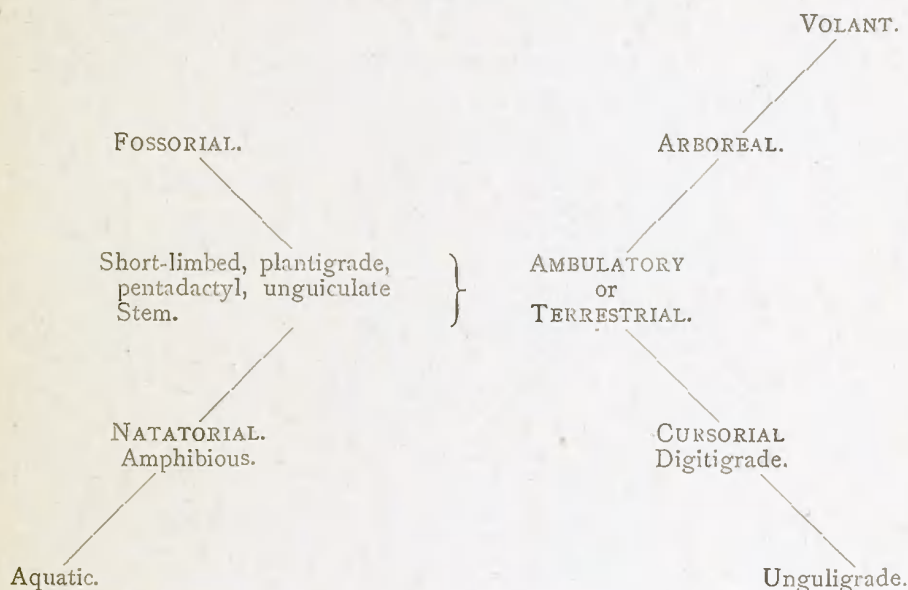 VOLANT.
FOSSORIAL.
ARBOREAL.
Short-limbed, plantigrade,
pentadactyl, unguiculate
Stem.
AMBULATORY
or
TERRESTRIAL.
NATATORIAL.
Amphibious.
CURSORIAL
Digitigrade.
Aquatic.
Unguligrade.